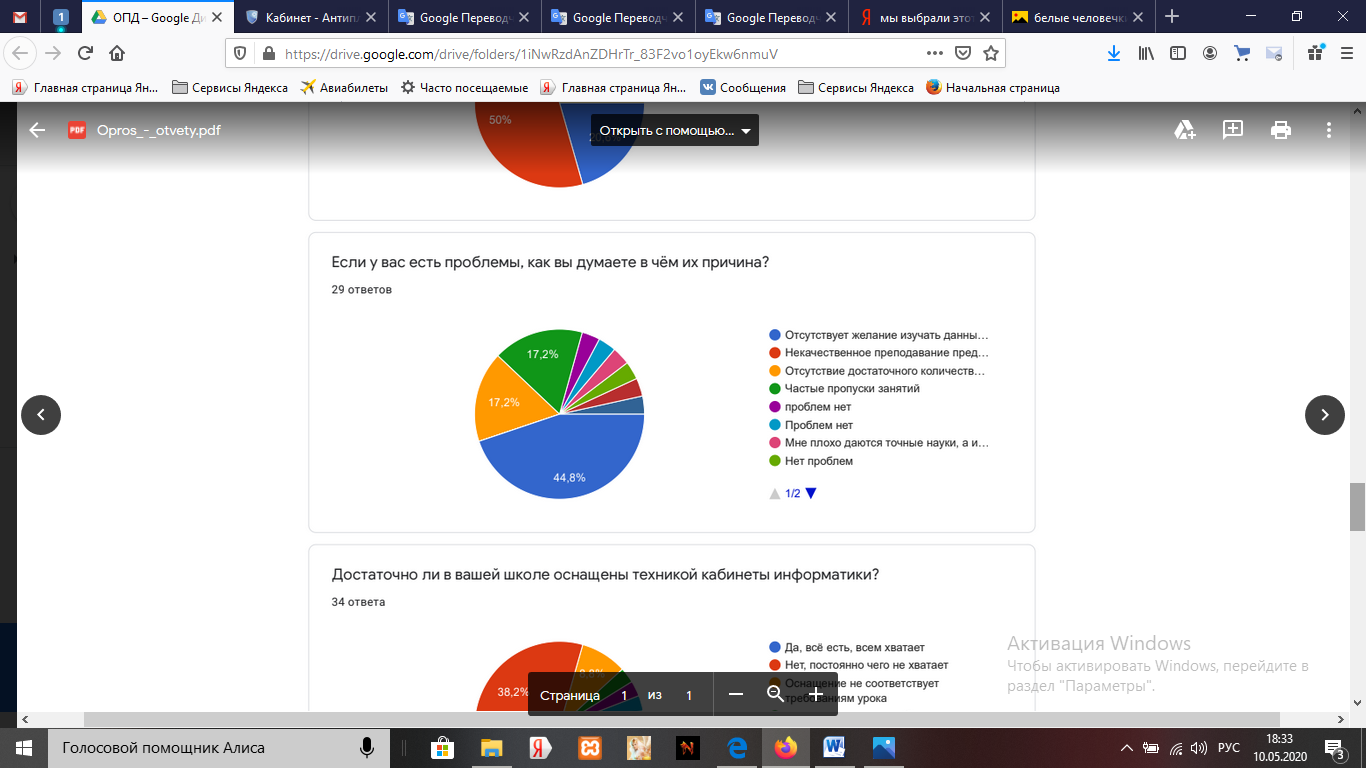 ОПД – Google Ди
Кабинет - Антипл
Google Переводч
Google Переводч
Google Переводч
мы выбрали этот
белые человечки
1
https://drive.google.com/drive/folders/1iNwRzdAnZDHrTr_83F2vo1oyEkw6nmuV
Главная страница Ян...
Сервисы Яндекса
Авиабилеты
Часто посещаемые
Главная страница Ян...
Сообщения
Сервисы Яндекса
Начальная страница
PDF
Opros_-_otvety.pdf
Открыть с помощью...
50%
Если у вас есть проблемы, как вы думаете в чём их причина?
29 ответов
17,2%
17,2%
44,8%
Отсутствует желание изучать данны...
Некачественное преподавание пред...
Отсутствие достаточного количеств...
Частые пропуски занятий
проблем нет
Проблем нет
Мне плохо даются точные науки, а и...
Нет проблем
1/2
Достаточно ли в вашей школе оснащены техникой кабинеты информатики?
34 ответа
38,2%
8,8%
Да, всё есть, всем хватает
Нет, постоянно чего не хватает
Оснащение не соответствует
требованиям урока
Страница 1 из 1
Активация Windows
Чтобы активировать Windows, перейдите в
раздел "Параметры".
Голосовой помощник Алиса
РУС
18:33
10.05.2020
3